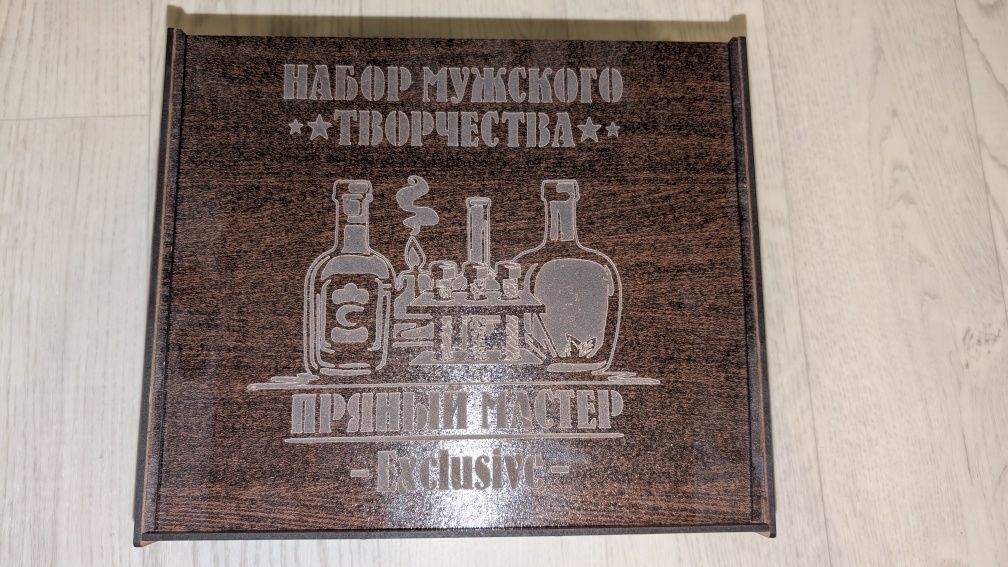 НАБОР МУЖСКОГО
ТВОРЧЕСТВА
ПРЯНЫЙ МАСТЕР
- Exclusive -